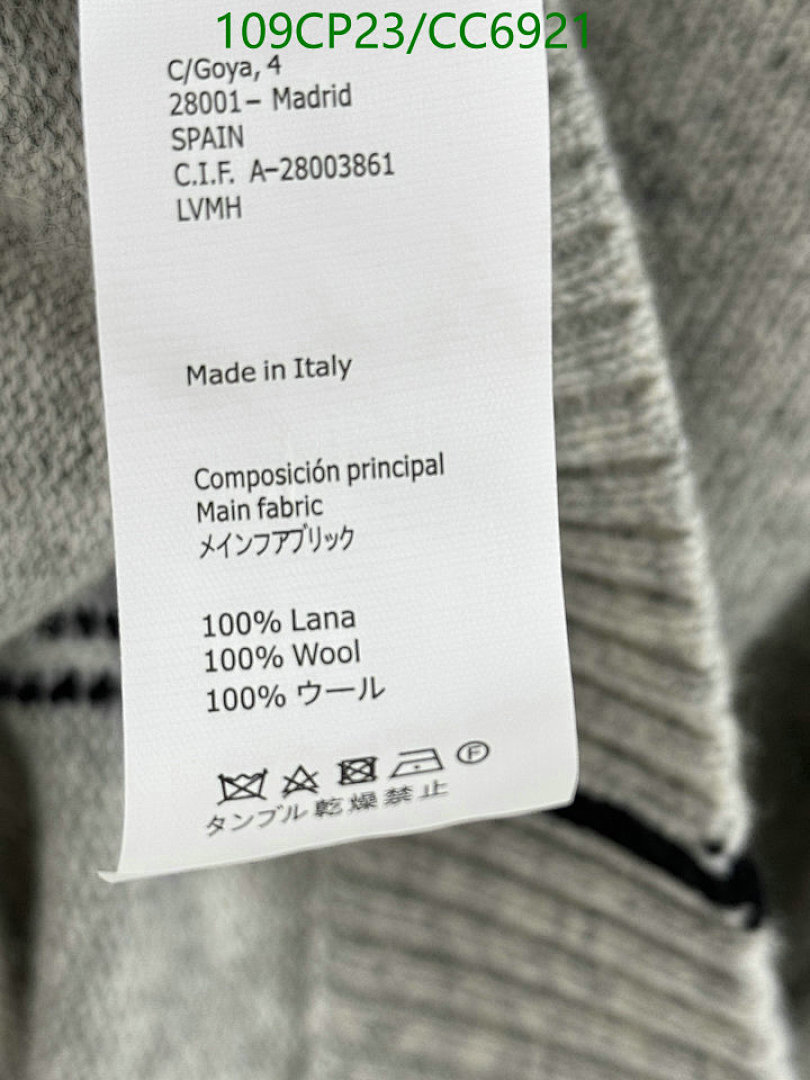 109CP23/CC6921
C/Goya, 4
28001- Madrid
SPAIN
C.I.F. A-28003861
LVMH
Made in Italy
Composición principal
Main fabric
メインファブリック
100% Lana
100% Wool
100% ウール
F
タンブル乾燥禁止